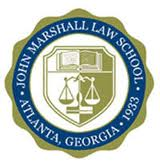 JOHN MARSHALL LAW SCHOOL
ATLANTA, GEORGIA · 1933